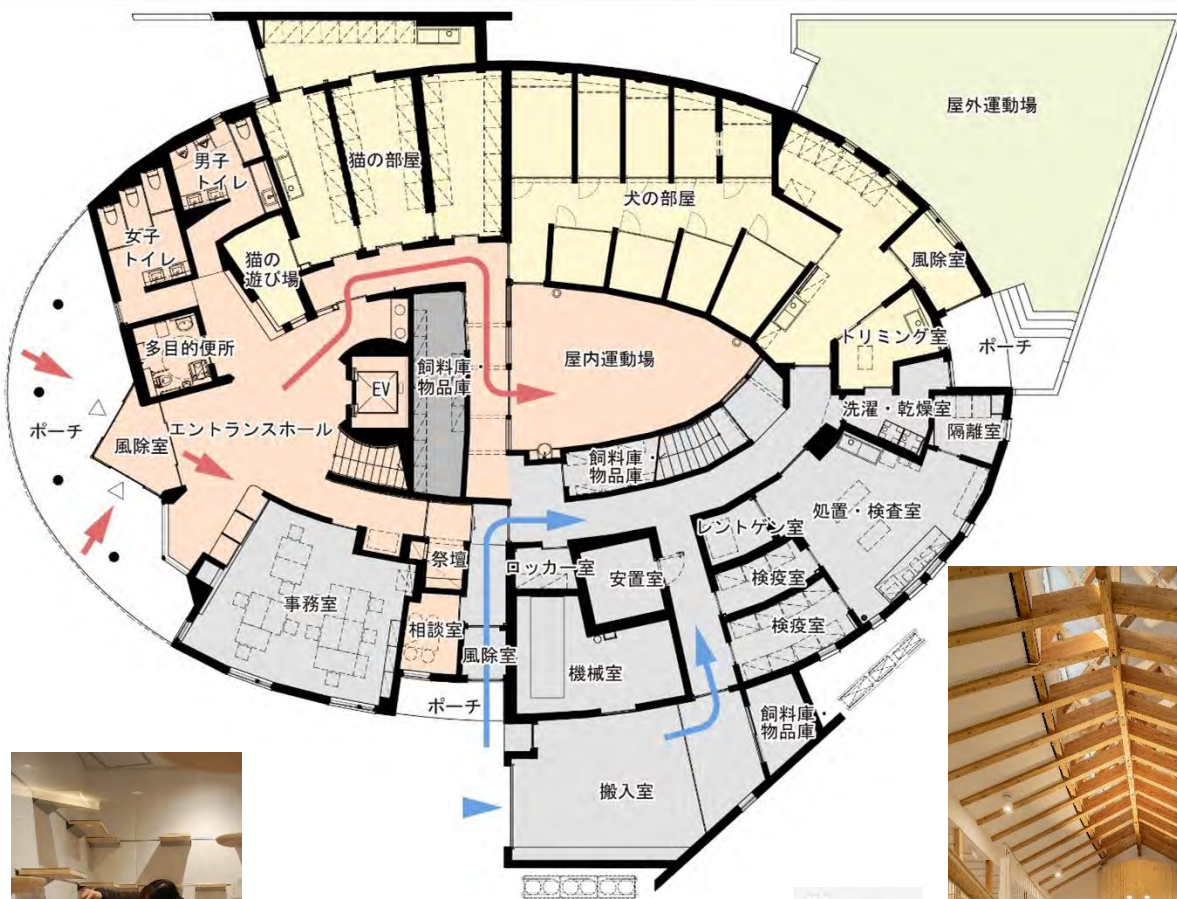 屋外運動場
男子
トイレ
猫の部屋
犬の部屋
女子
トイレ
猫の
遊び場
風除室
多目的便所
飼料庫・
物品庫
屋内運動場
トリミング室
ポーチ
EV
ポーチ
風除室
エントランスホール
洗濯・乾燥室
隔離室
飼料庫・
物品庫
処置・検査室
レントゲン室
祭壇
ロッカー室
安置室
検疫室
事務室
相談室
検疫室
風除室
機械室
ポーチ
飼料庫・
物品庫
搬入室